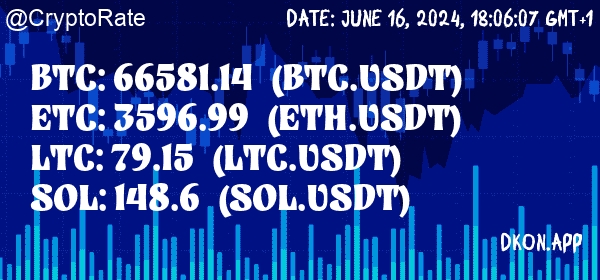 @CryptoRate
DATE: JUNE 16, 2024, 18:06:07 GMT+1
BTC: 66581.14 (BTC.USDT)
ETC: 3596.99 (ETH.USDT)
LTC: 79.15 (LTC.USDT)
SOL: 148.6 (SOL.USDT)
DKON.APP